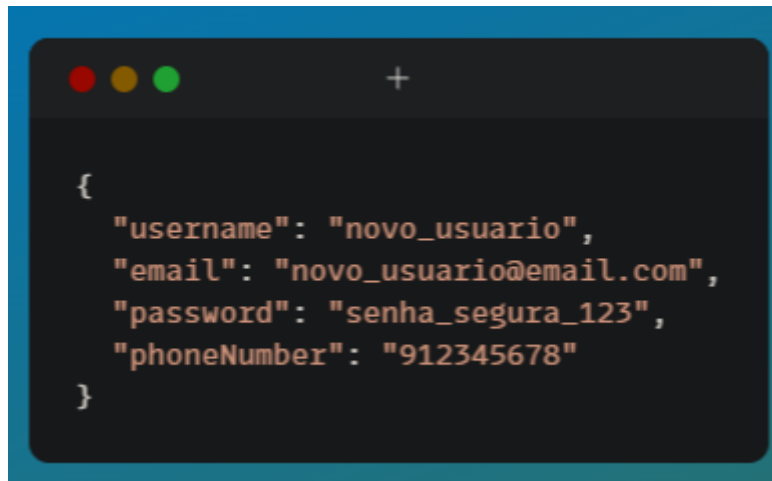 +
{
"username": "novo_usuario",
"email": "novo_usuario@email.com",
"password": "senha_segura_123",
"phoneNumber": "912345678"
}